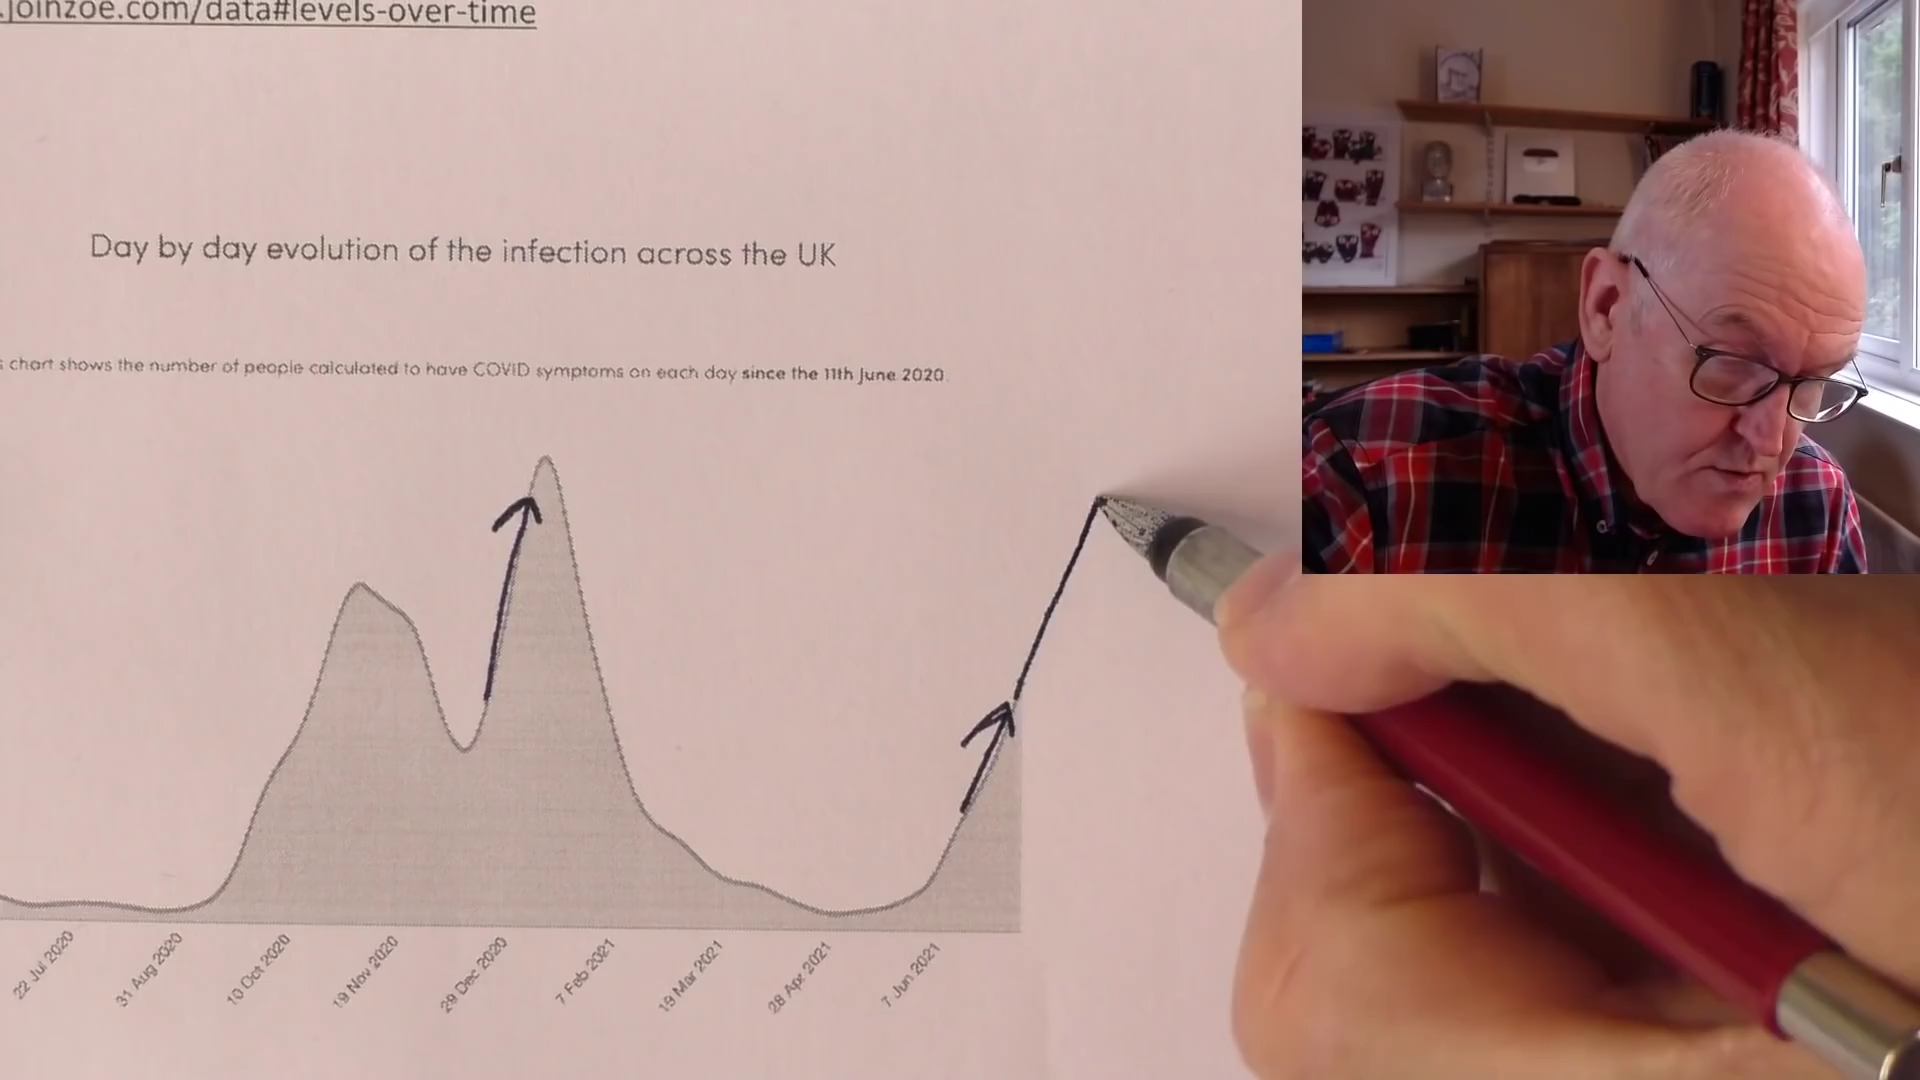 .joinzoe.com/data#levels-over-time
Day by day evolution of the infection across the UK
chart shows the number of people calculated to have COVID symptoms on each day since the 11th June 2020
22 Jul 2020
31 Aug 2020
10 Oct 2020
19 Nov 2020
29 Dec 2020
7 Feb 2021
19 Mar 2021
28 Apr 2021
7 Jun 2021